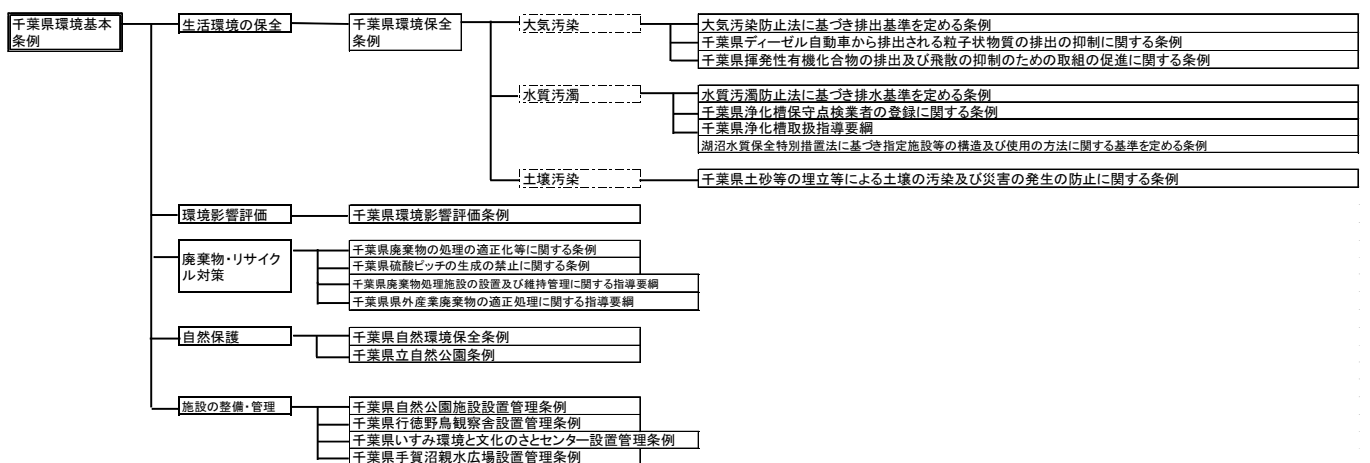 千葉県環境基本
条例
生活環境の保全
千葉県環境保全
条例
大気汚染
大気汚染防止法に基づき排出基準を定める条例
千葉県ディーゼル自動車から排出される粒子状物質の排出の抑制に関する条例
千葉県揮発性有機化合物の排出及び飛散の抑制のための取組の促進に関する条例
水質汚濁
水質汚濁防止法に基づき排水基準を定める条例
千葉県浄化槽保守点検業者の登録に関する条例
千葉県浄化槽取扱指導要綱
湖沼水質保全特別措置法に基づき指定施設等の構造及び使用の方法に関する基準を定める条例
土壌汚染
千葉県土砂等の埋立等による土壌の汚染及び災害の発生の防止に関する条例
環境影響評価
千葉県環境影響評価条例
廃棄物・リサイク
ル対策
千葉県廃棄物の処理の適正化等に関する条例
千葉県硫酸ピッチの生成の禁止に関する条例
千葉県廃棄物処理施設の設置及び維持管理に関する指導要綱
千葉県県外産業廃棄物の適正処理に関する指導要綱
自然保護
千葉県自然環境保全条例
千葉県立自然公園条例
施設の整備・管理
千葉県自然公園施設設置管理条例
千葉県行徳野鳥観察舎設置管理条例
千葉県いすみ環境と文化のさとセンター設置管理条例
千葉県手賀沼親水広場設置管理条例